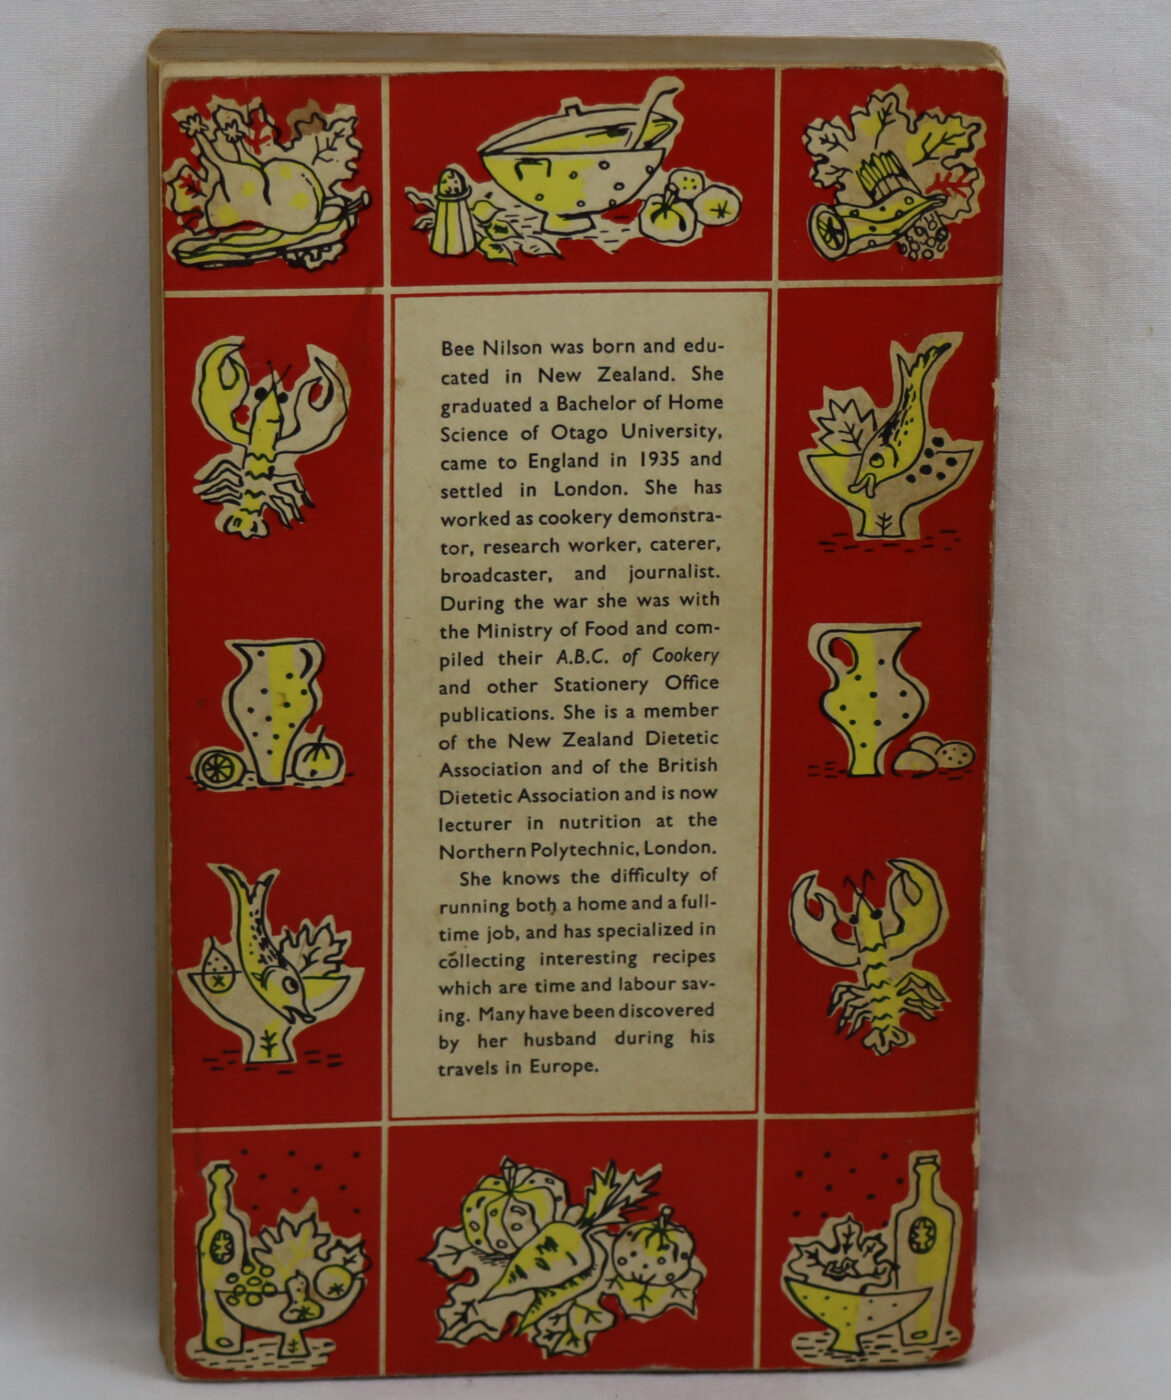 Bee Nilson was born and edu-
cated in New Zealand. She
graduated a Bachelor of Home
Science of Otago University,
came to England in 1935 and
settled in London. She has
worked as cookery demonstra-
tor, research worker, caterer,
broadcaster, and journalist.
During the war she was with
the Ministry of Food and com-
piled their A.B.C. of Cookery
and other Stationery Office
publications. She is a member
of the New Zealand Dietetic
Association and of the British
Dietetic Association and is now
lecturer in nutrition at the
Northern Polytechnic, London.
She knows the difficulty of
running both a home and a full-
time job, and has specialized in
collecting interesting recipes
which are time and labour sav-
ing. Many have been discovered
by her husband during his
travels in Europe.